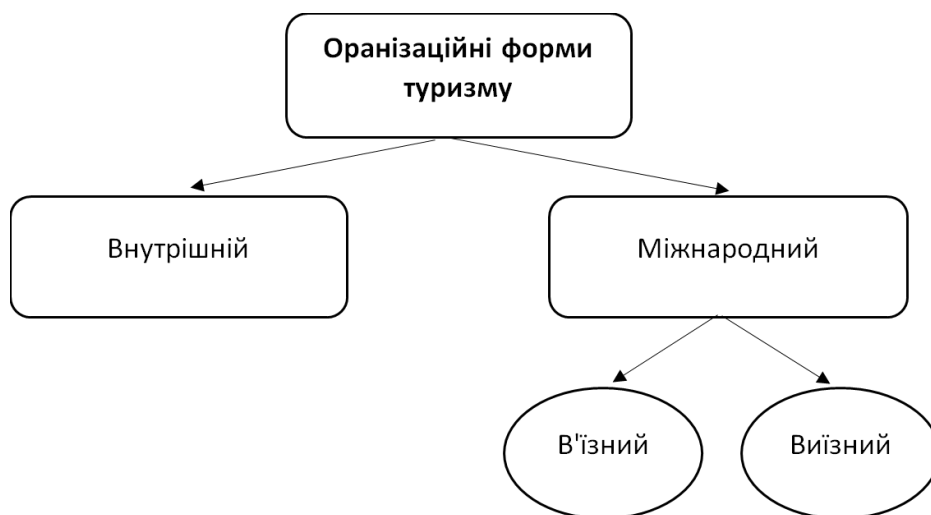 Оранізаційні форми
туризму
Внутрішній
Міжнародний
В'їзний
Виїзний